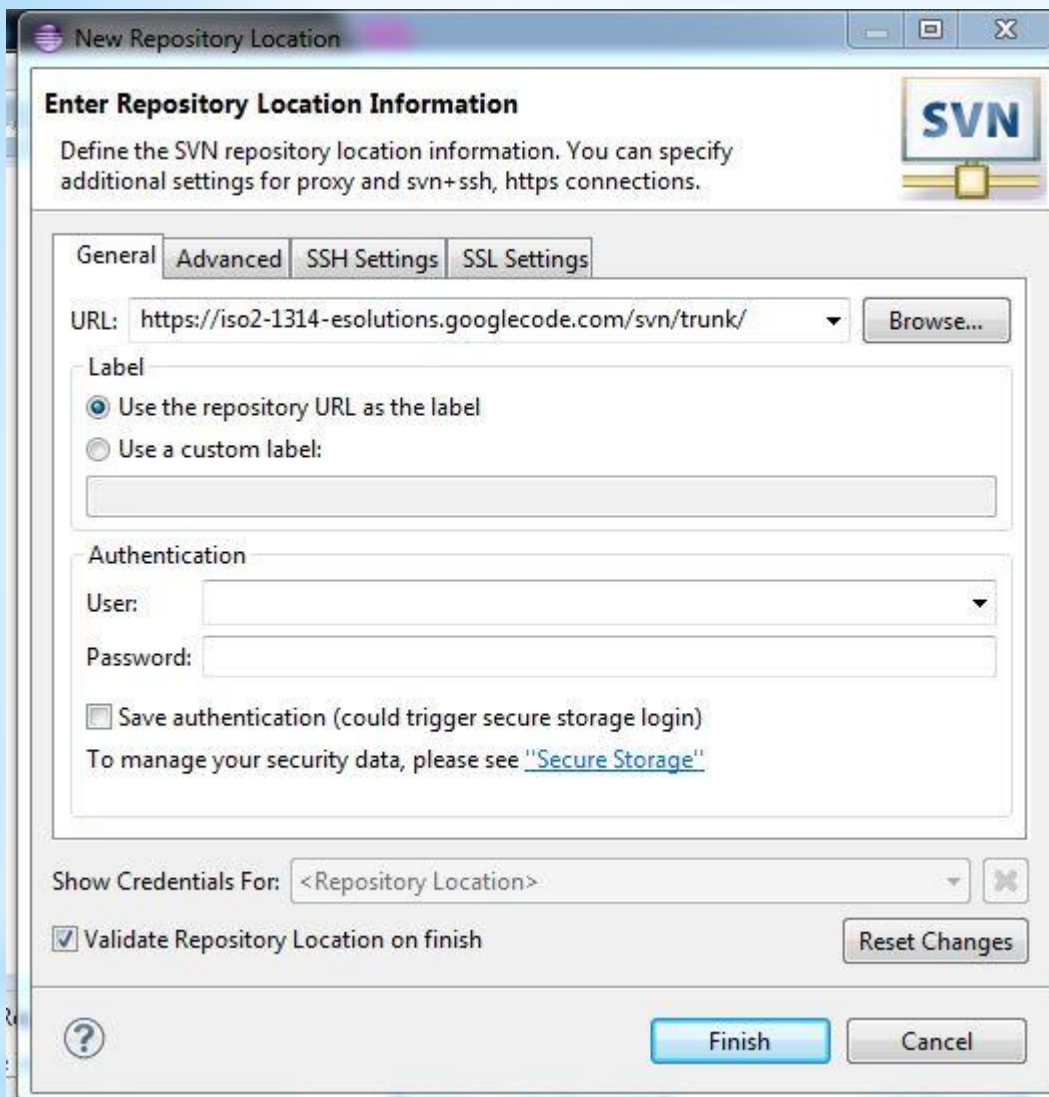 New Repository Location
Enter Repository Location Information
SVN
Define the SVN repository location information. You can specify
additional settings for proxy and svn+ssh, https connections.
General Advanced SSH Settings SSL Settings
URL: https://iso2-1314-esolutions.googlecode.com/svn/trunk/ Browse...
Label
Use the repository URL as the label
Use a custom label:
Authentication
User:
Password:
Save authentication (could trigger secure storage login)
To manage your security data, please see "Secure Storage"
Show Credentials For: <Repository Location>
Validate Repository Location on finish Reset Changes
? Finish Cancel